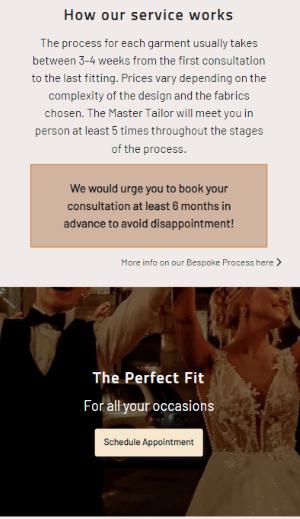 How our service works
The process for each garment usually takes
between 3-4 weeks from the first consultation
to the last fitting. Prices vary depending on the
complexity of the design and the fabrics
chosen. The Master Tailor will meet you in
person at least 5 times throughout the stages
of the process.
We would urge you to book your
consultation at least 6 months in
advance to avoid disappointment!
More info on our Bespoke Process here
The Perfect Fit
For all your occasions
Schedule Appointment